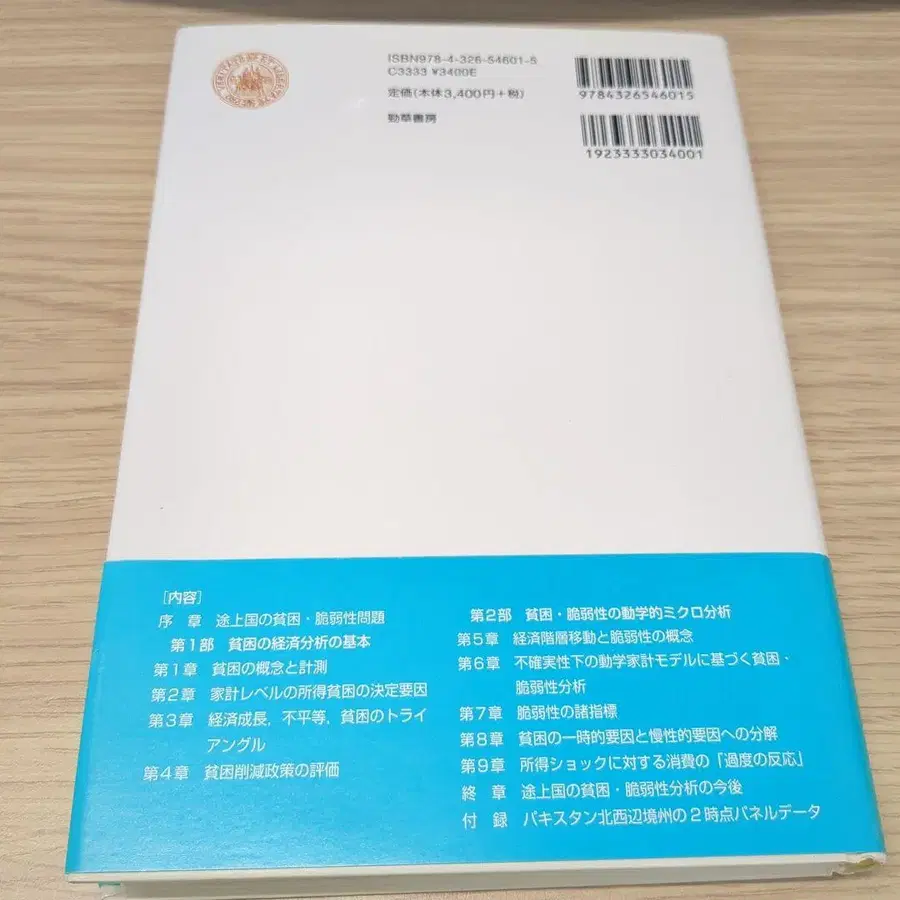 ISBN978-4-326-54601-5
C3333 ¥3400E
定価(本体3,400円+税)
勁草書房
9784326546015
1923333034001
[内容]
序 章 途上国の貧困・脆弱性問題
第1部 貧困の経済分析の基本
第1章 貧困の概念と計測
第2章 家計レベルの所得貧困の決定要因
第3章 経済成長, 不平等, 貧困のトライ
アングル
第4章 貧困削減政策の評価
第2部 貧困・脆弱性の動学的ミクロ分析
第5章 経済階層移動と脆弱性の概念
第6章 不確実性下の動学家計モデルに基づく貧困・
脆弱性分析
第7章 脆弱性の諸指標
第8章 貧困の一時的要因と慢性的要因への分解
第9章 所得ショックに対する消費の「過度の反応」
終 章 途上国の貧困・脆弱性分析の今後
付 録 パキスタン北西辺境州の2時点パネルデータ